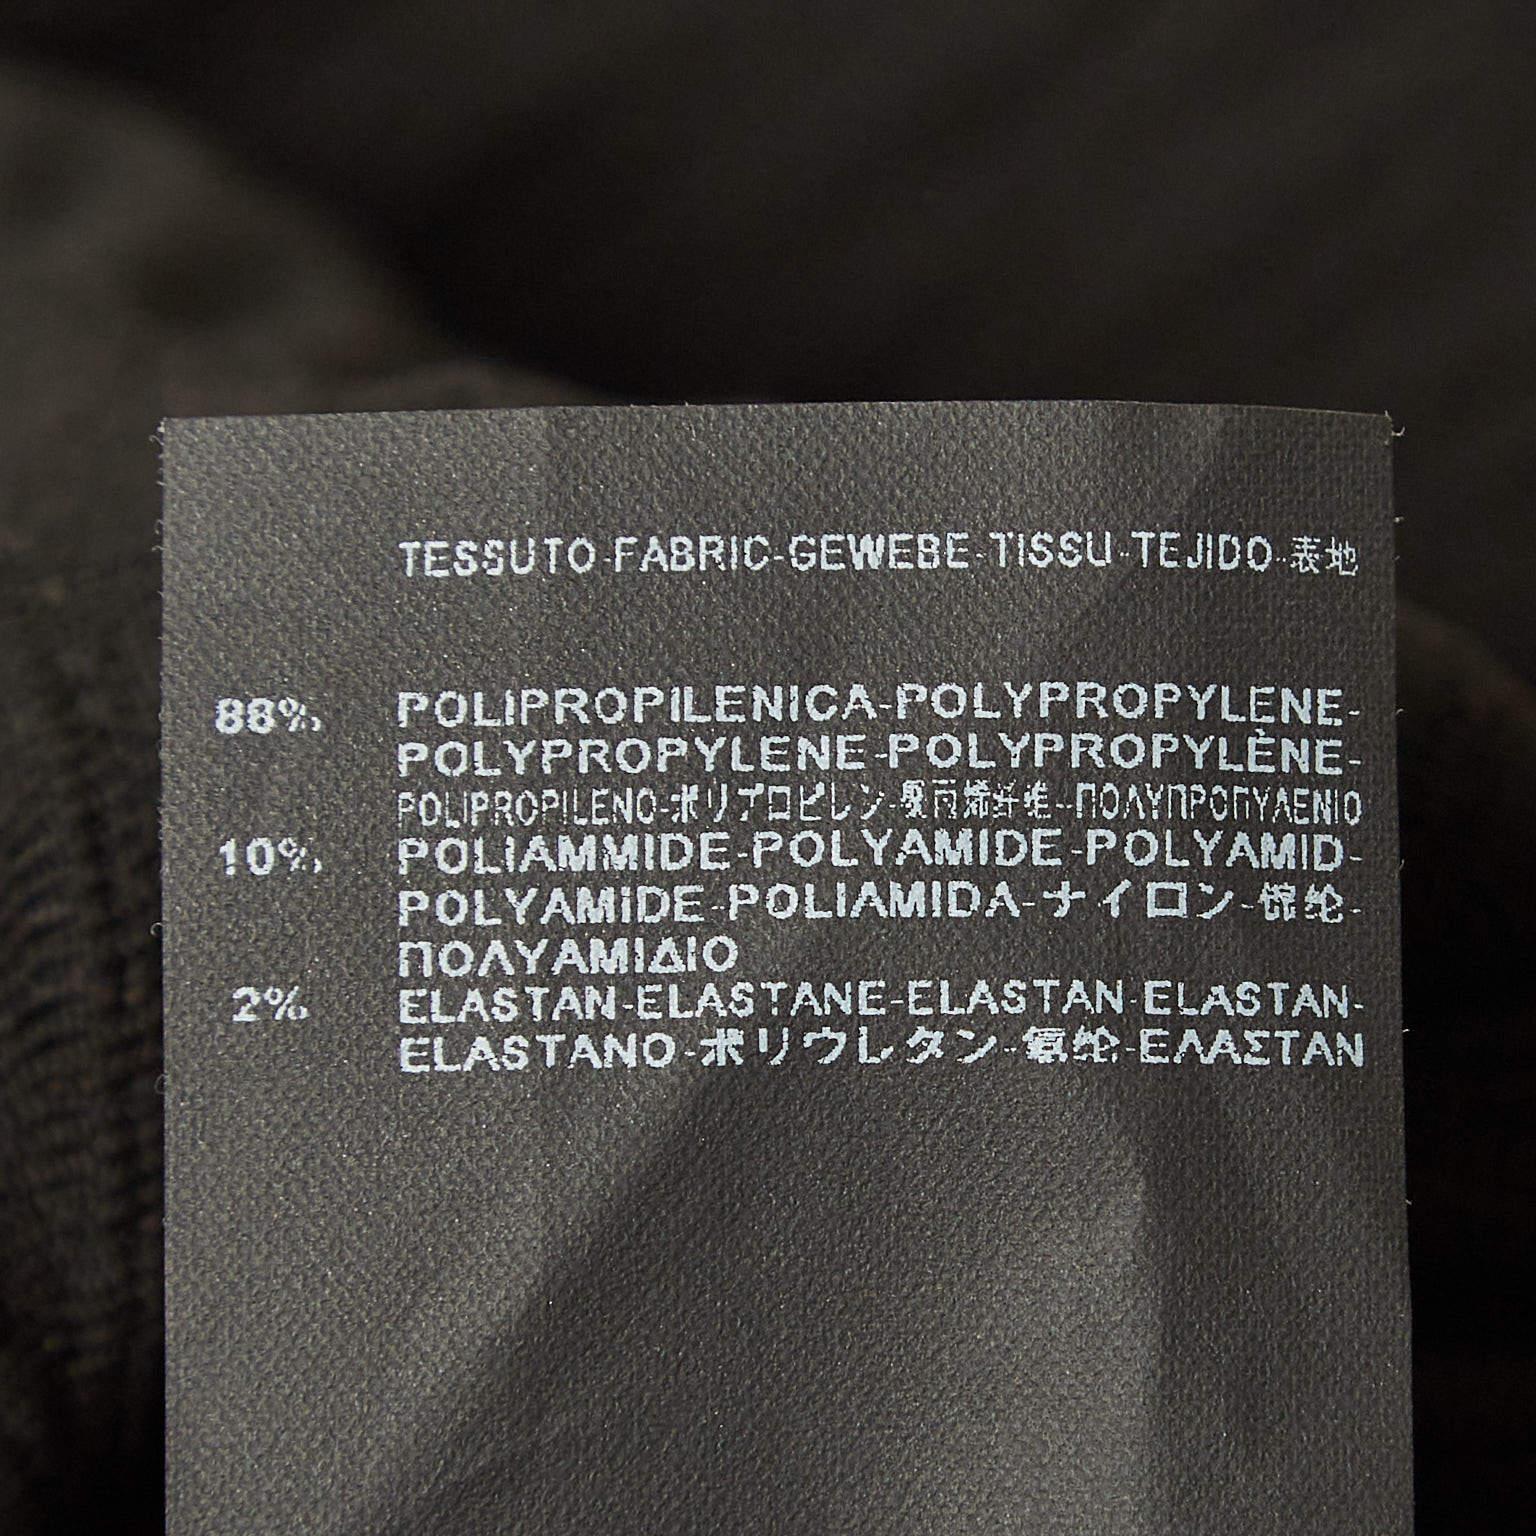 TESSUTO-FABRIC-GEWEBE-TISSU-TEJIDO-表地
88% POLIPROPILENICA-POLYPROPYLENE-
POLYPROPYLENE-POLYPROPYLÈNE-
POLIPROPILENO-ポリプロピレン-聚丙烯纤维-ΠΟΛΥΠΡΟΠΥΛΕΝΙΟ
10% POLIAMMIDE-POLYAMIDE-POLYAMID-
POLYAMIDE-POLIAMIDA-ナイロン-锦纶-
ΠΟΛΥΑΜΙΔΙΟ
2% ELASTAN-ELASTANE-ELASTAN-ELASTAN-
ELASTANO-ポリウレタン-氨纶-ΕΛΑΣΤΑΝ